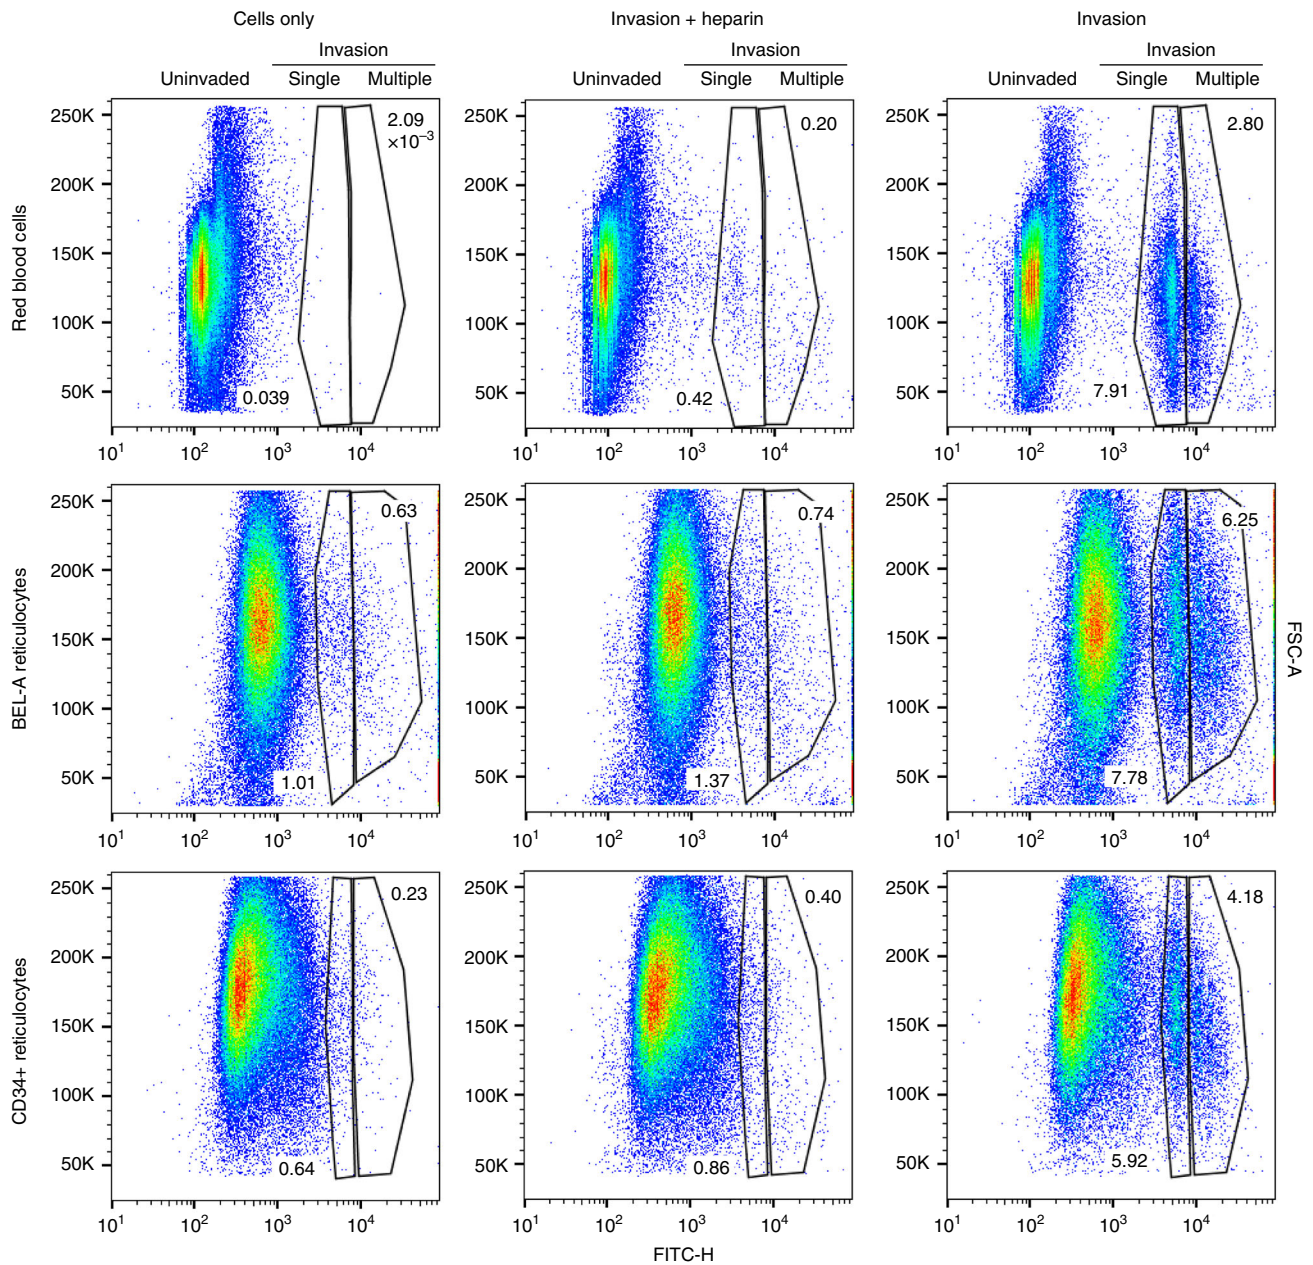 Cells only Invasion + heparin Invasion
Invasion Invasion Invasion
Uninvaded Single Multiple Uninvaded Single Multiple Uninvaded Single Multiple
Red blood cells
250K
200K
150K
100K
50K
2.09
×10⁻³
0.039
10¹ 10² 10³ 10⁴
250K
200K
150K
100K
50K
0.20
0.42
10¹ 10² 10³ 10⁴
250K
200K
150K
100K
50K
2.80
7.91
10¹ 10² 10³ 10⁴
BEL-A reticulocytes
250K
200K
150K
100K
50K
0.63
1.01
10¹ 10² 10³ 10⁴
250K
200K
150K
100K
50K
0.74
1.37
10¹ 10² 10³ 10⁴
250K
200K
150K
100K
50K
6.25
7.78
10¹ 10² 10³ 10⁴
FSC-A
CD34+ reticulocytes
250K
200K
150K
100K
50K
0.23
0.64
10¹ 10² 10³ 10⁴
250K
200K
150K
100K
50K
0.40
0.86
10¹ 10² 10³ 10⁴
250K
200K
150K
100K
50K
4.18
5.92
10¹ 10² 10³ 10⁴
FITC-H